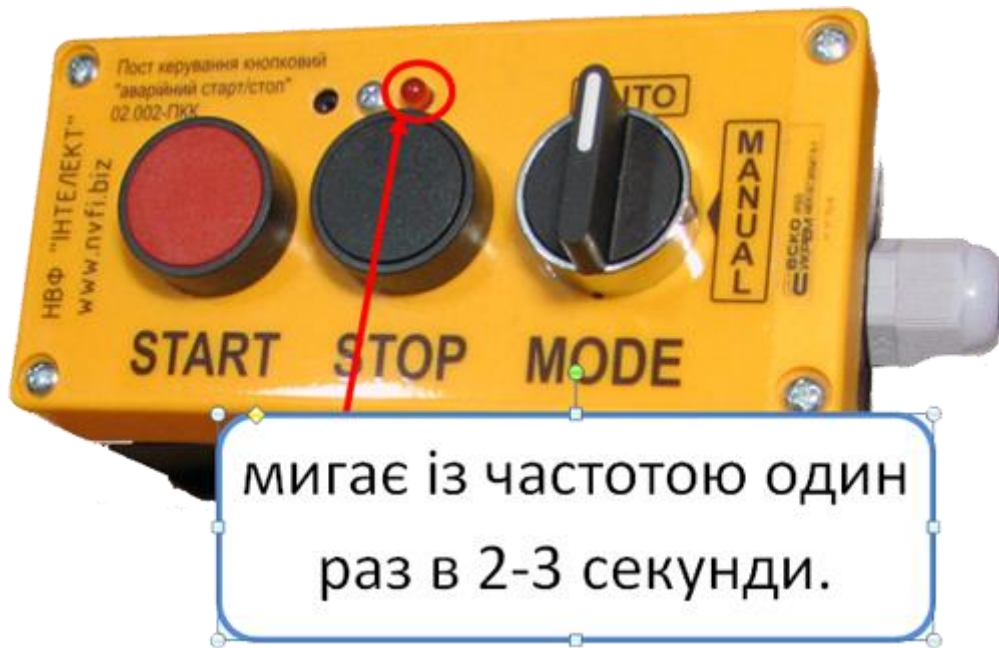 Пост керування кнопковий
"аварійний старт/стоп"
02.002-ПКК
НВФ "ІНТЕЛЕКТ"
www.nvfi.biz
MANUAL
START
STOP
MODE
мигає із частотою один
раз в 2-3 секунди.